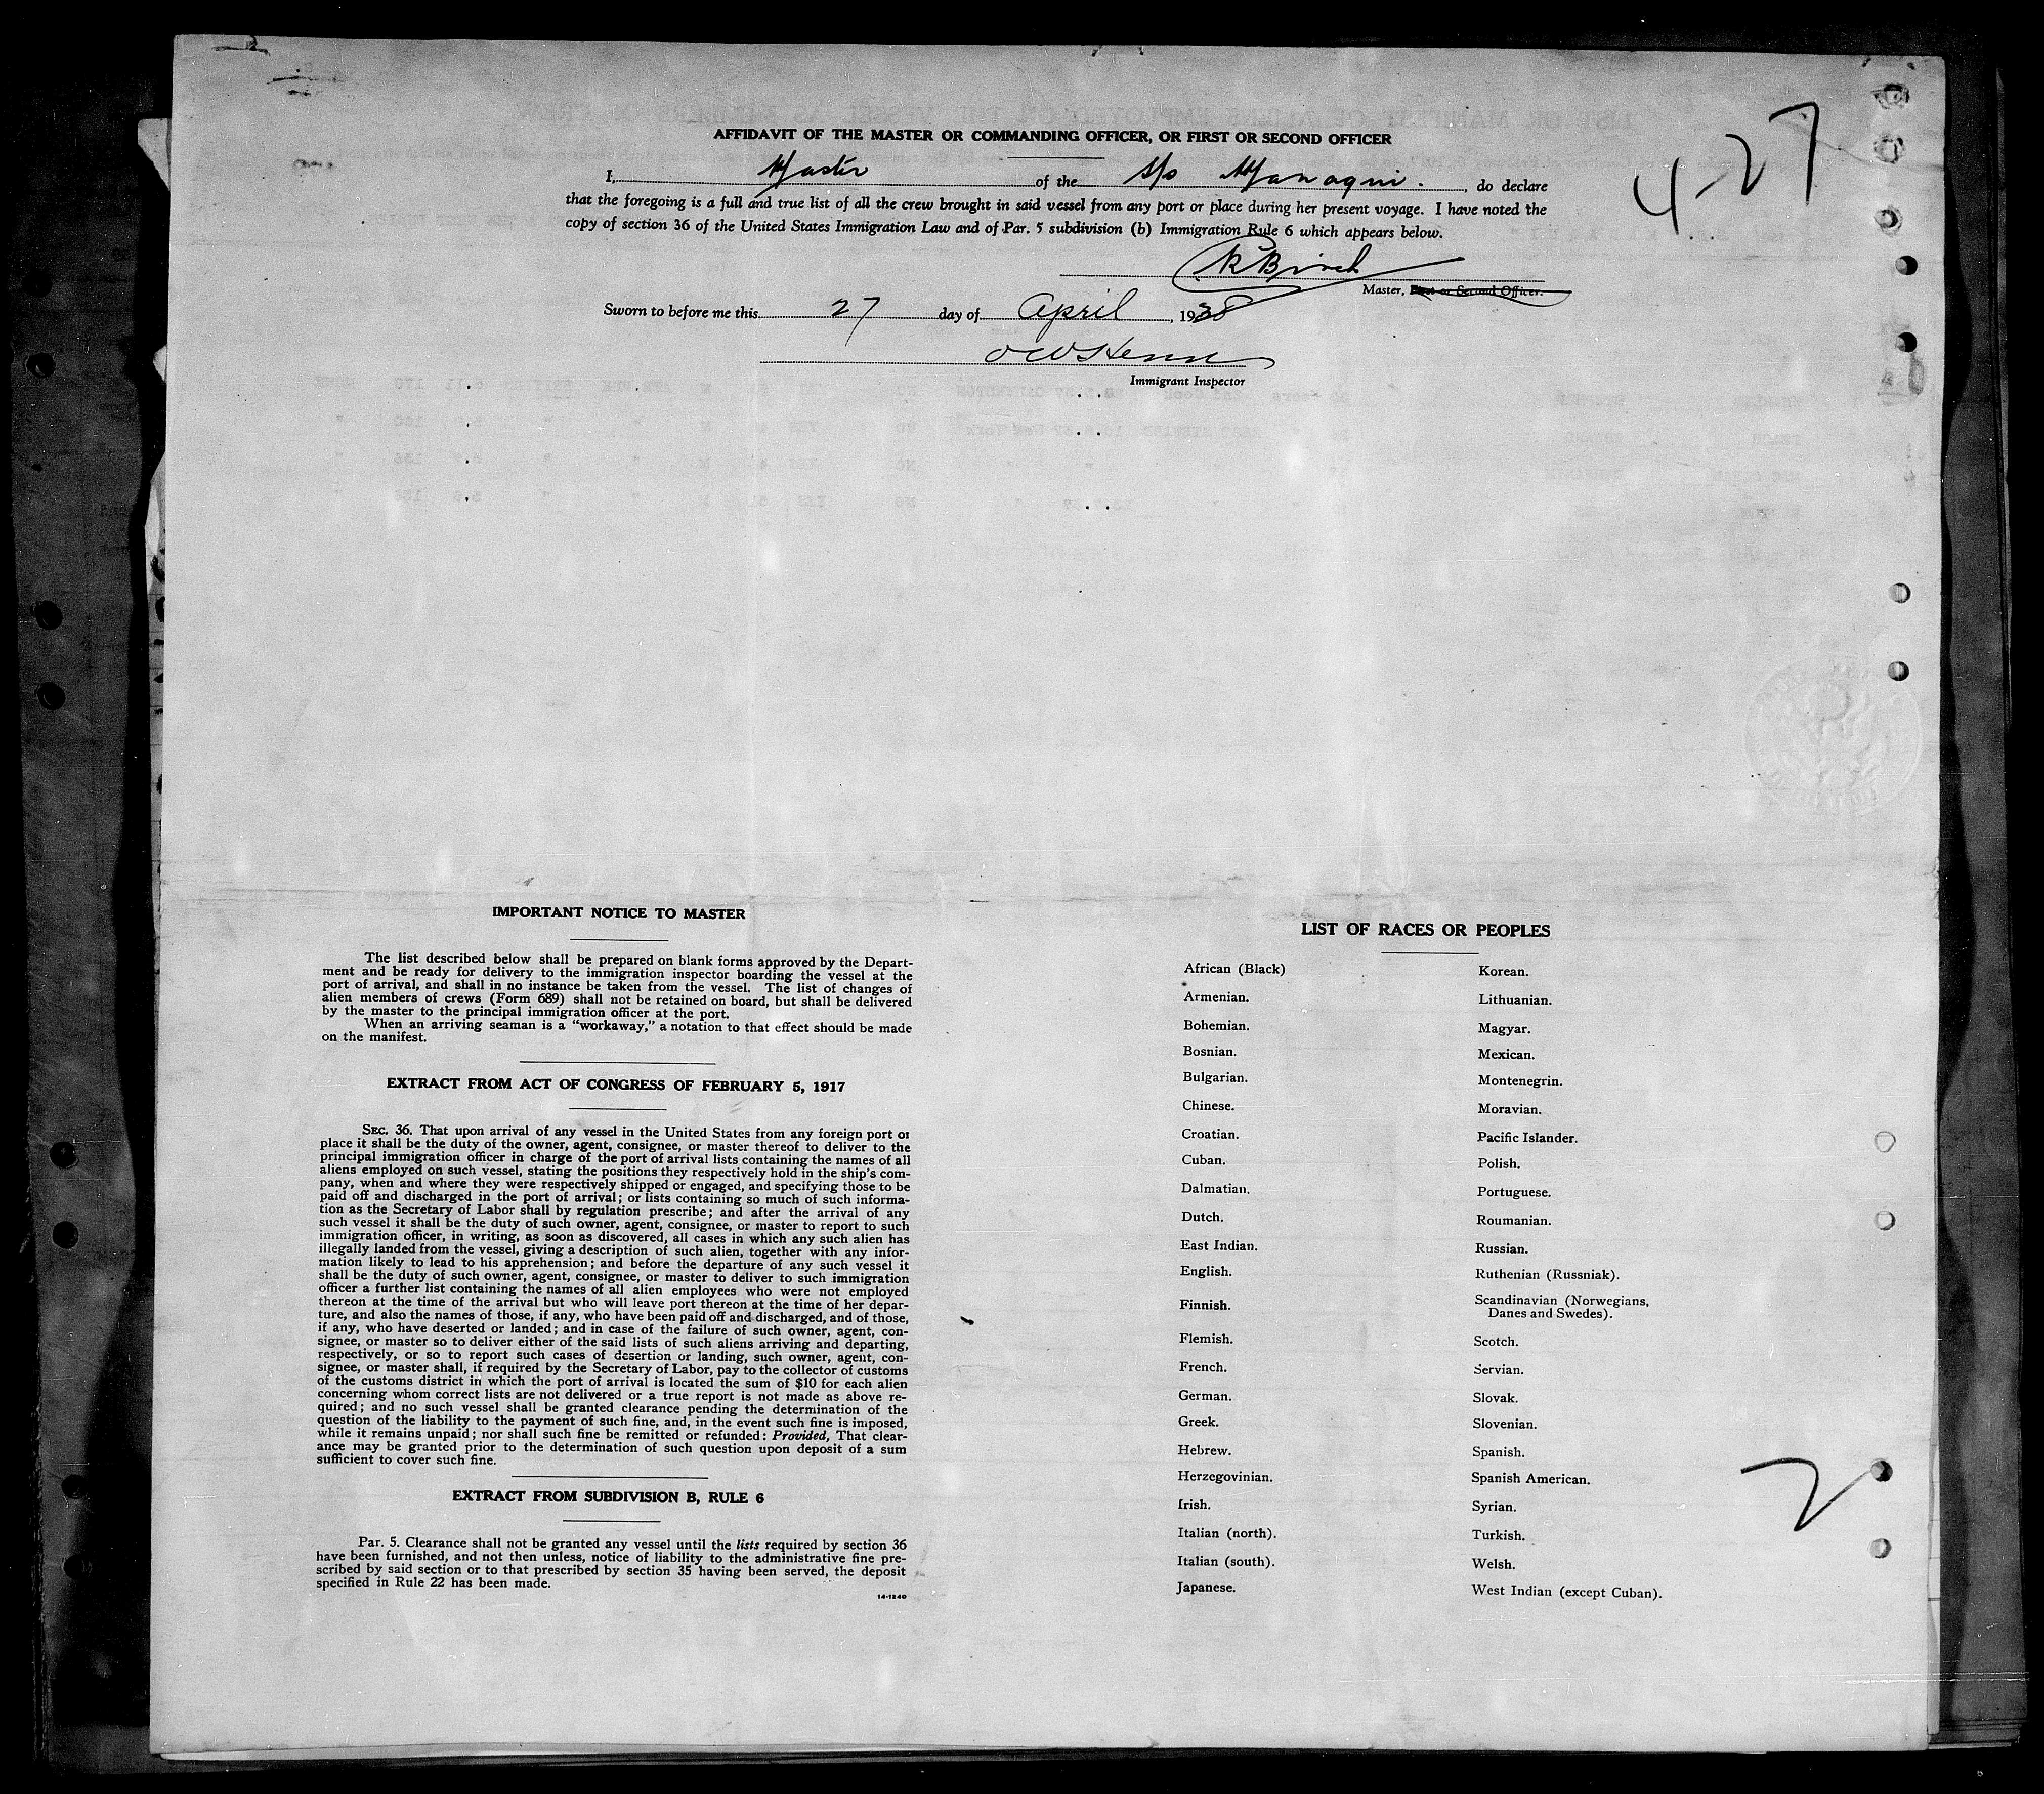 AFFIDAVIT OF THE MASTER OR COMMANDING OFFICER, OR FIRST OR SECOND OFFICER
4-27
I, Master of the S/s Managui. , do declare
that the foregoing is a full and true list of all the crew brought in said vessel from any port or place during her present voyage. I have noted the
copy of section 36 of the United States Immigration Law and of Par. 5 subdivision (b) Immigration Rule 6 which appears below.
Master, First or Second Officer.
Sworn to before me this 27 day of April , 1938
Immigrant Inspector
IMPORTANT NOTICE TO MASTER
The list described below shall be prepared on blank forms approved by the Depart-
ment and be ready for delivery to the immigration inspector boarding the vessel at the
port of arrival, and shall in no instance be taken from the vessel. The list of changes of
alien members of crews (Form 689) shall not be retained on board, but shall be delivered
by the master to the principal immigration officer at the port.
When an arriving seaman is a "workaway," a notation to that effect should be made
on the manifest.
EXTRACT FROM ACT OF CONGRESS OF FEBRUARY 5, 1917
SEC. 36. That upon arrival of any vessel in the United States from any foreign port or
place it shall be the duty of the owner, agent, consignee, or master thereof to deliver to the
principal immigration officer in charge of the port of arrival lists containing the names of all
aliens employed on such vessel, stating the positions they respectively hold in the ship's com-
pany, when and where they were respectively shipped or engaged, and specifying those to be
paid off and discharged in the port of arrival; or lists containing so much of such informa-
tion as the Secretary of Labor shall by regulation prescribe; and after the arrival of any
such vessel it shall be the duty of such owner, agent, consignee, or master to report to such
immigration officer, in writing, as soon as discovered, all cases in which any such alien has
illegally landed from the vessel, giving a description of such alien, together with any infor-
mation likely to lead to his apprehension; and before the departure of any such vessel it
shall be the duty of such owner, agent, consignee, or master to deliver to such immigration
officer a further list containing the names of all alien employees who were not employed
thereon at the time of the arrival but who will leave port thereon at the time of her depar-
ture, and also the names of those, if any, who have been paid off and discharged, and of those,
if any, who have deserted or landed; and in case of the failure of such owner, agent, con-
signee, or master so to deliver either of the said lists of such aliens arriving and departing,
respectively, or so to report such cases of desertion or landing, such owner, agent, con-
signee, or master shall, if required by the Secretary of Labor, pay to the collector of customs
of the customs district in which the port of arrival is located the sum of $10 for each alien
concerning whom correct lists are not delivered or a true report is not made as above re-
quired; and no such vessel shall be granted clearance pending the determination of the
question of the liability to the payment of such fine, and, in the event such fine is imposed,
while it remains unpaid; nor shall such fine be remitted or refunded: Provided, That clear-
ance may be granted prior to the determination of such question upon deposit of a sum
sufficient to cover such fine.
EXTRACT FROM SUBDIVISION B, RULE 6
Par. 5. Clearance shall not be granted any vessel until the lists required by section 36
have been furnished, and not then unless, notice of liability to the administrative fine pre-
scribed by said section or to that prescribed by section 35 having been served, the deposit
specified in Rule 22 has been made.
14-1240
LIST OF RACES OR PEOPLES
African (Black)
Armenian.
Bohemian.
Bosnian.
Bulgarian.
Chinese.
Croatian.
Cuban.
Dalmatian.
Dutch.
East Indian.
English.
Finnish.
Flemish.
French.
German.
Greek.
Hebrew.
Herzegovinian.
Irish.
Italian (north).
Italian (south).
Japanese.
Korean.
Lithuanian.
Magyar.
Mexican.
Montenegrin.
Moravian.
Pacific Islander.
Polish.
Portuguese.
Roumanian.
Russian.
Ruthenian (Russniak).
Scandinavian (Norwegians,
Danes and Swedes).
Scotch.
Servian.
Slovak.
Slovenian.
Spanish.
Spanish American.
Syrian.
Turkish.
Welsh.
West Indian (except Cuban).
2